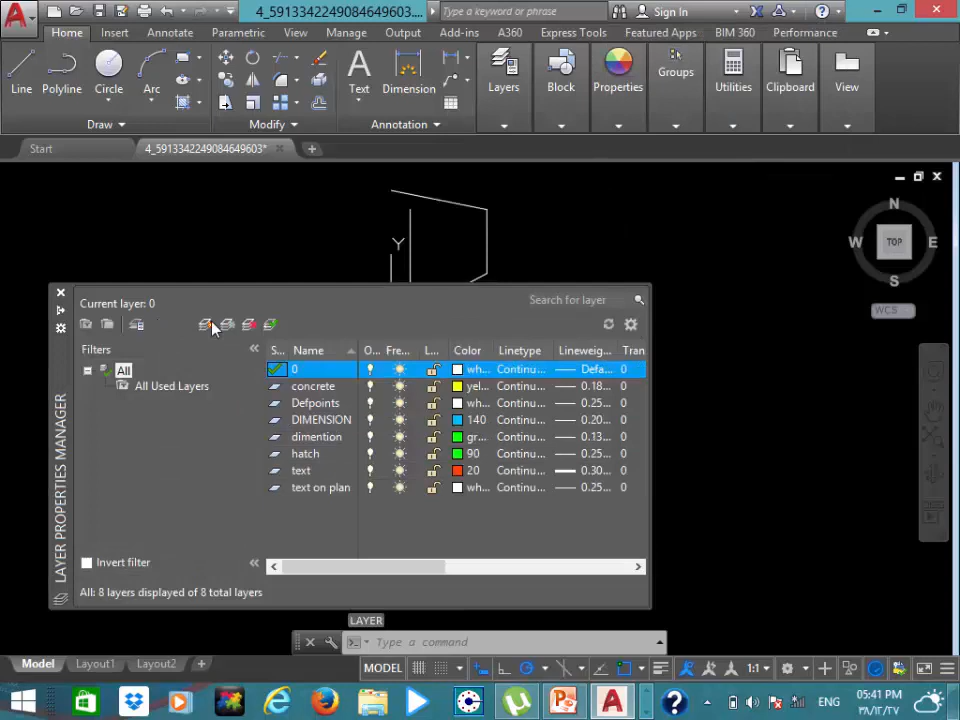 4_5913342249084649603....
Type a keyword or phrase
Sign In
Home Insert Annotate Parametric View Manage Output Add-ins A360 Express Tools Featured Apps BIM 360 Performance
Line Polyline Circle Arc
Text Dimension
Layers Block Properties Groups Utilities Clipboard View
Draw Modify Annotation
Start 4_5913342249084649603*
N
W TOP E
S
WCS
Y
Current layer: 0
Search for layer
Filters
S... Name O... Fre... L... Color Linetype Lineweig... Tran
All
All Used Layers
0 wh... Continu... Defa... 0
concrete yel... Continu... 0.18... 0
Defpoints wh... Continu... 0.25... 0
DIMENSION 140 Continu... 0.20... 0
dimention gr... Continu... 0.13... 0
hatch 90 Continu... 0.25... 0
text 20 Continu... 0.30... 0
text on plan wh... Continu... 0.25... 0
LAYER PROPERTIES MANAGER
Invert filter
All: 8 layers displayed of 8 total layers
LAYER
Type a command
Model Layout1 Layout2
MODEL 1:1
ENG
05:41 PM
٣٨/١٢/٢٧